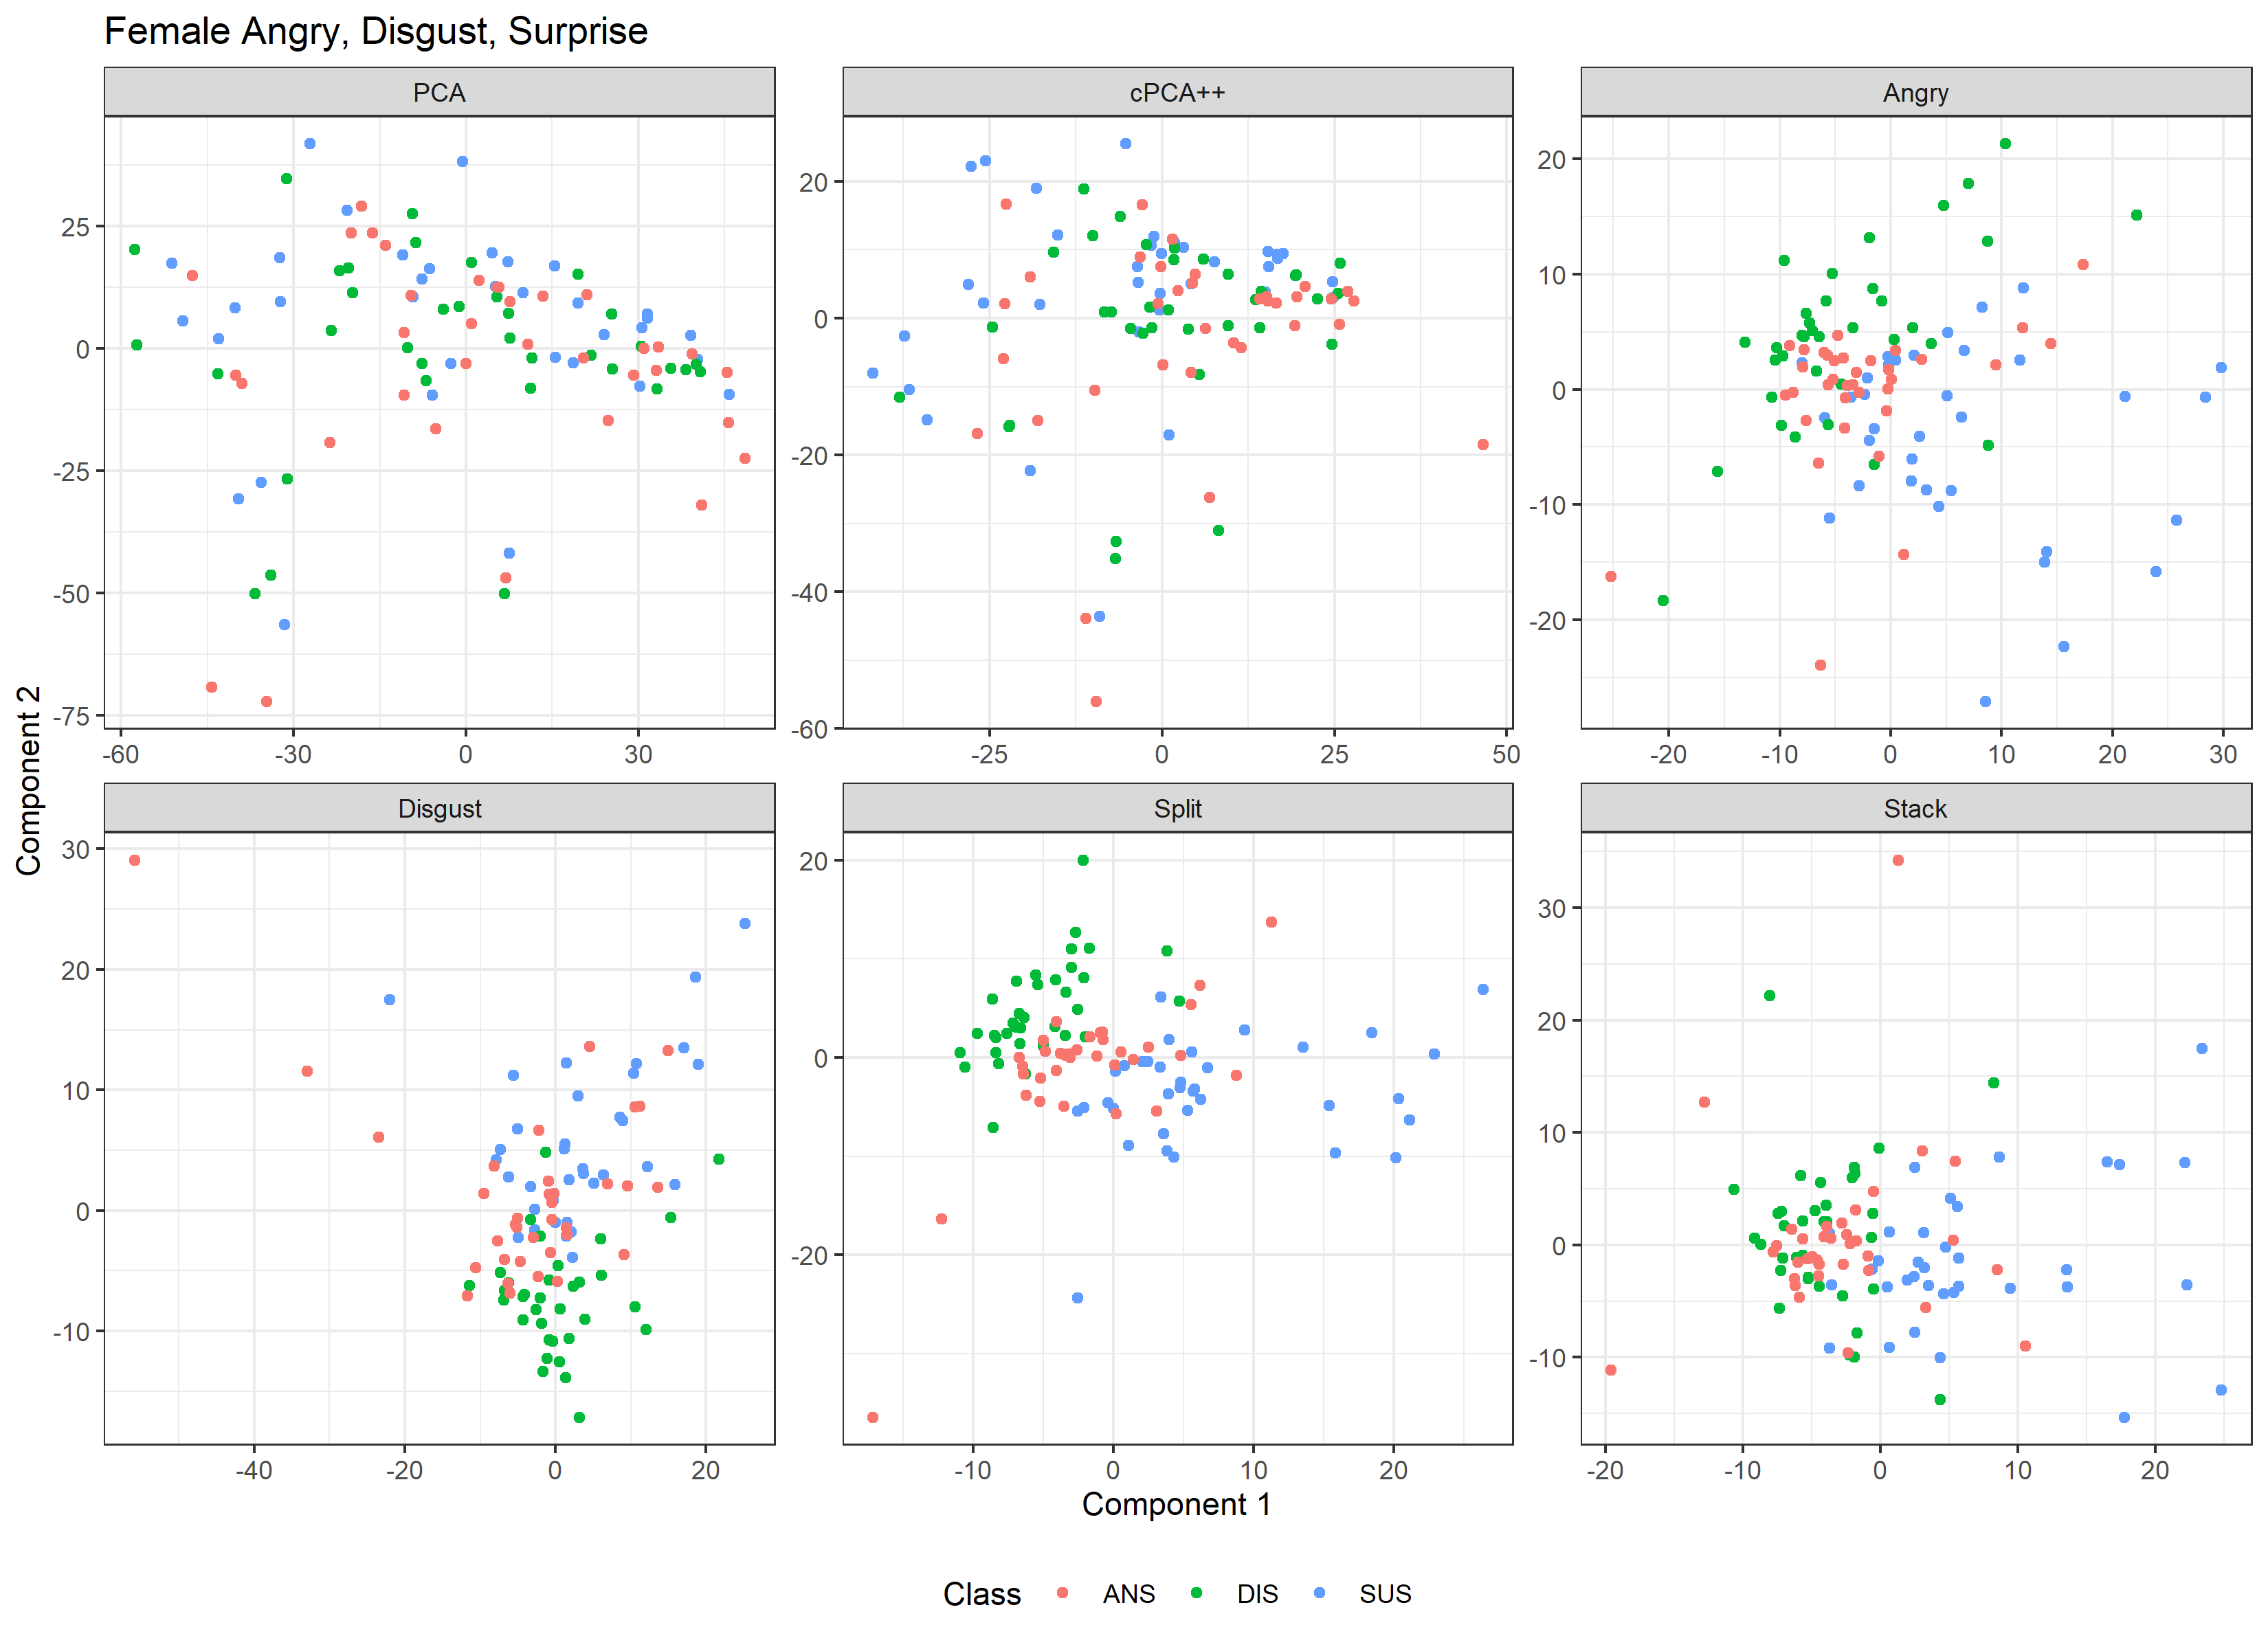 Female Angry, Disgust, Surprise
PCA
cPCA++
Angry
25
0
-25
-50
-75
20
0
-20
-40
-60
20
10
0
-10
-20
-60 -30 0 30
-25 0 25 50
-20 -10 0 10 20 30
Component 2
Disgust
Split
Stack
30
20
10
0
-10
20
0
-20
30
20
10
0
-10
-40 -20 0 20
-10 0 10 20
-20 -10 0 10 20
Component 1
Class ANS DIS SUS